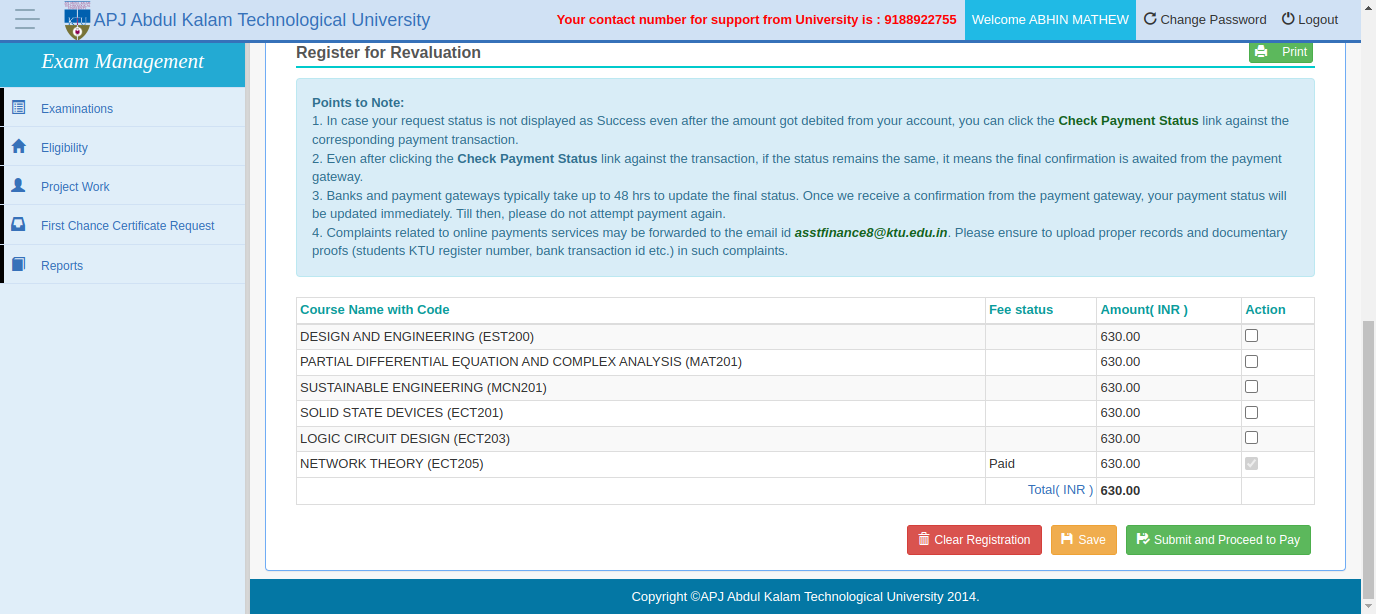 APJ Abdul Kalam Technological University
Your contact number for support from University is : 9188922755
Welcome ABHIN MATHEW
Change Password
Logout
Exam Management
Examinations
Eligibility
Project Work
First Chance Certificate Request
Reports
Register for Revaluation
Print
Points to Note:
1. In case your request status is not displayed as Success even after the amount got debited from your account, you can click the Check Payment Status link against the
corresponding payment transaction.
2. Even after clicking the Check Payment Status link against the transaction, if the status remains the same, it means the final confirmation is awaited from the payment
gateway.
3. Banks and payment gateways typically take up to 48 hrs to update the final status. Once we receive a confirmation from the payment gateway, your payment status will
be updated immediately. Till then, please do not attempt payment again.
4. Complaints related to online payments services may be forwarded to the email id asstfinance8@ktu.edu.in. Please ensure to upload proper records and documentary
proofs (students KTU register number, bank transaction id etc.) in such complaints.
Course Name with Code Fee status Amount( INR ) Action
DESIGN AND ENGINEERING (EST200) 630.00
PARTIAL DIFFERENTIAL EQUATION AND COMPLEX ANALYSIS (MAT201) 630.00
SUSTAINABLE ENGINEERING (MCN201) 630.00
SOLID STATE DEVICES (ECT201) 630.00
LOGIC CIRCUIT DESIGN (ECT203) 630.00
NETWORK THEORY (ECT205) Paid 630.00
Total( INR ) 630.00
Clear Registration
Save
Submit and Proceed to Pay
Copyright ©APJ Abdul Kalam Technological University 2014.